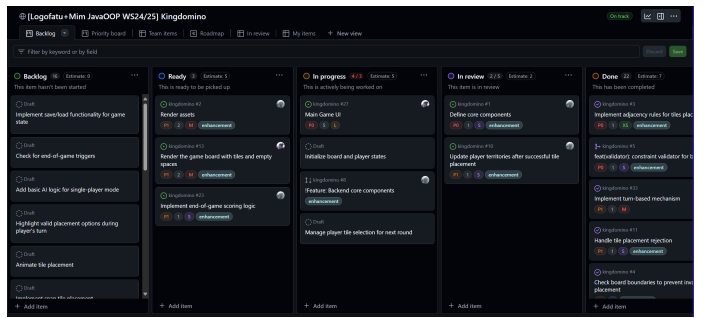 [Logofatu+Mim JavaOOP WS24/25] Kingdomino
On track
Backlog
Priority board
Team items
Roadmap
In review
My items
+ New view
Filter by keyword or by field
Discard
Save
Backlog 16 Estimate: 0
This item hasn't been started
Draft
Implement save/load functionality for game
state
Draft
Check for end-of-game triggers
Draft
Add basic AI logic for single-player mode
Draft
Highlight valid placement options during
player's turn
Draft
Animate tile placement
Draft
Implement snap tile placement
+ Add item
Ready 3 Estimate: 5
This is ready to be picked up
kingdomino #2
Render assets
P1 2 M enhancement
kingdomino #13
Render the game board with tiles and empty
spaces
P1 2 M enhancement
kingdomino #23
Implement end-of-game scoring logic
P1 1 S enhancement
+ Add item
In progress 4 / 3 Estimate: 5
This is actively being worked on
kingdomino #27
Main Game UI
P0 5 L
Draft
Initialize board and player states
kingdomino #8
!Feature: Backend core components
enhancement
Draft
Manage player tile selection for next round
+ Add item
In review 2 / 5 Estimate: 2
This item is in review
kingdomino #1
Define core components
P0 1 S enhancement
kingdomino #10
Update player territories after successful tile
placement
P1 1 S enhancement
+ Add item
Done 22 Estimate: 7
This has been completed
kingdomino #3
Implement adjacency rules for tiles plac
P0 1 XS enhancement
kingdomino #5
feat(validator): constraint validator for b
P0 1 S enhancement
kingdomino #33
Implement turn-based mechanism
P1 1 M
kingdomino #11
Handle tile placement rejection
P1 1 S enhancement
kingdomino #4
Check board boundaries to prevent inva
placement
+ Add item